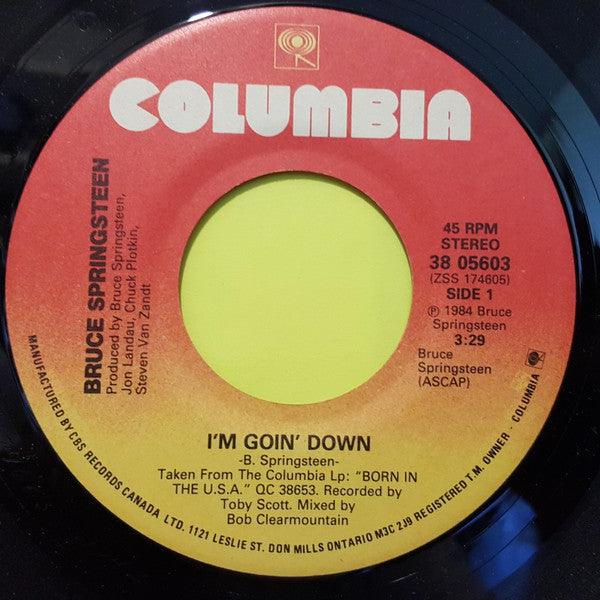 COLUMBIA
BRUCE SPRINGSTEEN
Produced by Bruce Springsteen,
Jon Landau, Chuck Plotkin,
Steven Van Zandt
45 RPM
STEREO
38 05603
(ZSS 174605)
SIDE 1
℗ 1984 Bruce
Springsteen
3:29
Bruce
Springsteen
(ASCAP)
I'M GOIN' DOWN
-B. Springsteen-
Taken From The Columbia Lp: "BORN IN
THE U.S.A." QC 38653. Recorded by
Toby Scott. Mixed by
Bob Clearmountain
MANUFACTURED BY CBS RECORDS CANADA LTD. 1121 LESLIE ST. DON MILLS ONTARIO M3C 2J9 REGISTERED T.M. OWNER - COLUMBIA